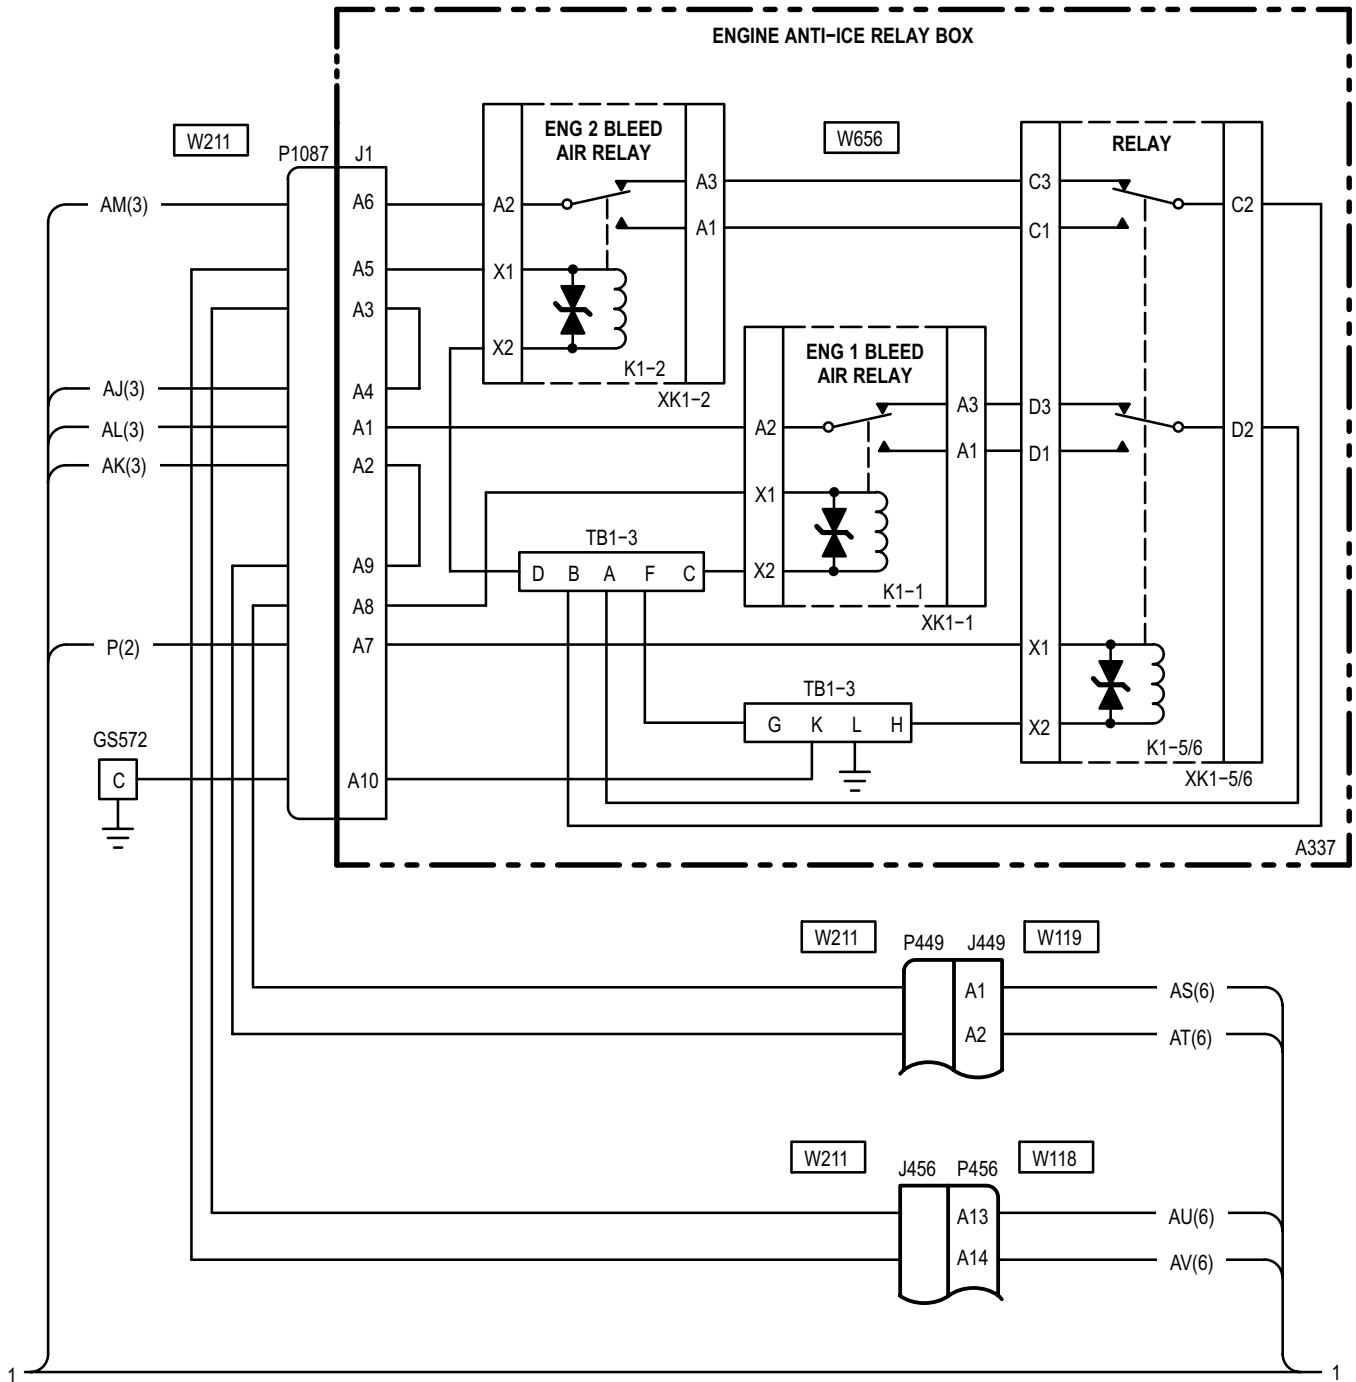 ENGINE ANTI−ICE RELAY BOX
W211
P1087
J1
ENG 2 BLEED
AIR RELAY
W656
RELAY
AM(3)
A6
A2
A3
A1
C3
C1
C2
A5
X1
A3
X2
K1−2
XK1−2
ENG 1 BLEED
AIR RELAY
AJ(3)
A4
AL(3)
A1
A2
A3
A1
D3
D1
D2
AK(3)
A2
X1
TB1−3
A9
D B A F C
X2
K1−1
XK1−1
A8
P(2)
A7
X1
TB1−3
G K L H
X2
K1−5/6
XK1−5/6
GS572
C
A10
A337
W211
P449
J449
W119
A1
AS(6)
A2
AT(6)
W211
J456
P456
W118
A13
AU(6)
A14
AV(6)
1
1